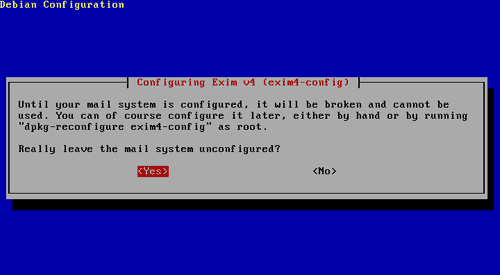 Debian Configuration
Configuring Exim v4 (exim4-config)
Until your mail system is configured, it will be broken and cannot be
used. You can of course configure it later, either by hand or by running
"dpkg-reconfigure exim4-config" as root.
Really leave the mail system unconfigured?
<Yes> <No>